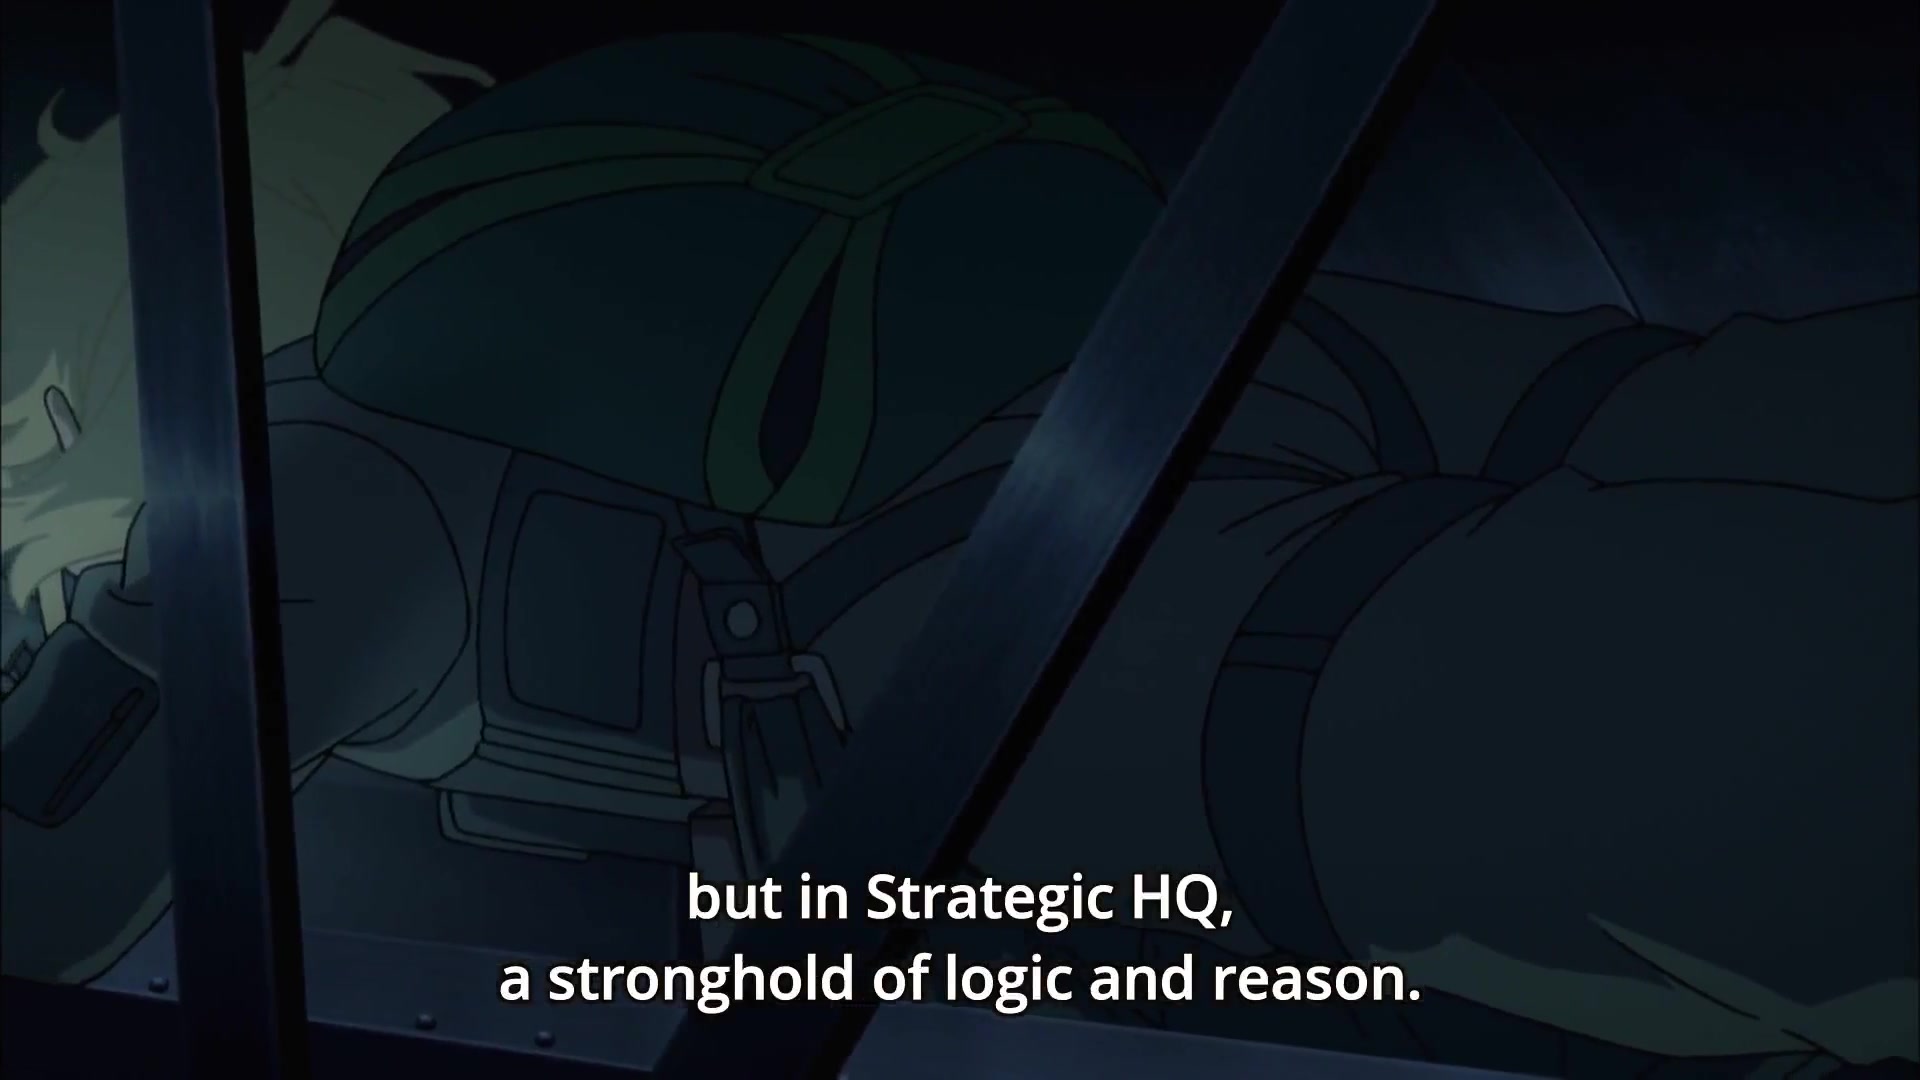 but in Strategic HQ,
a stronghold of logic and reason.